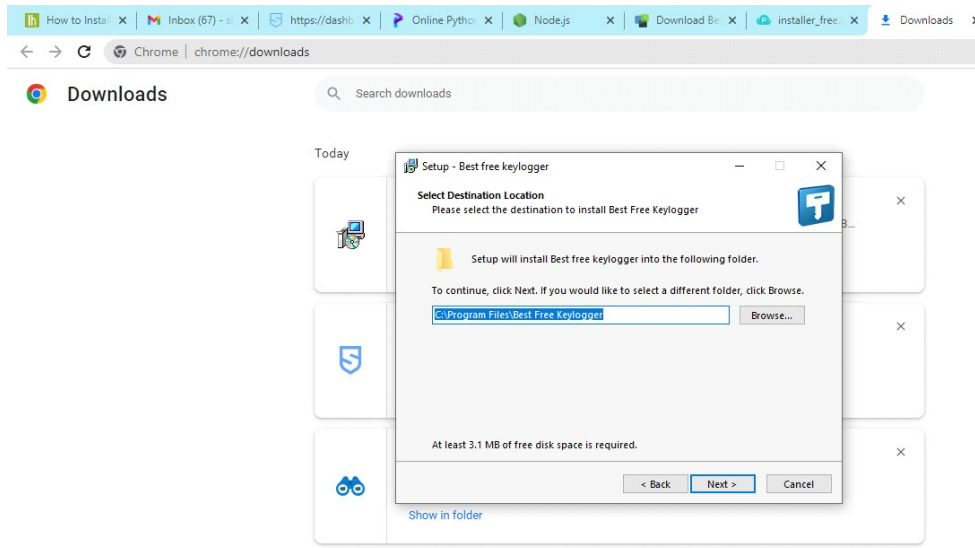 How to Instal
Inbox (67) - s
https://dashb
Online Python
Node.js
Download Be
installer_free.
Downloads
Chrome | chrome://downloads
Downloads
Search downloads
Today
Setup - Best free keylogger
Select Destination Location
Please select the destination to install Best Free Keylogger
B...
Setup will install Best free keylogger into the following folder.
To continue, click Next. If you would like to select a different folder, click Browse.
C:\Program Files\Best Free Keylogger
Browse...
At least 3.1 MB of free disk space is required.
< Back
Next >
Cancel
Show in folder